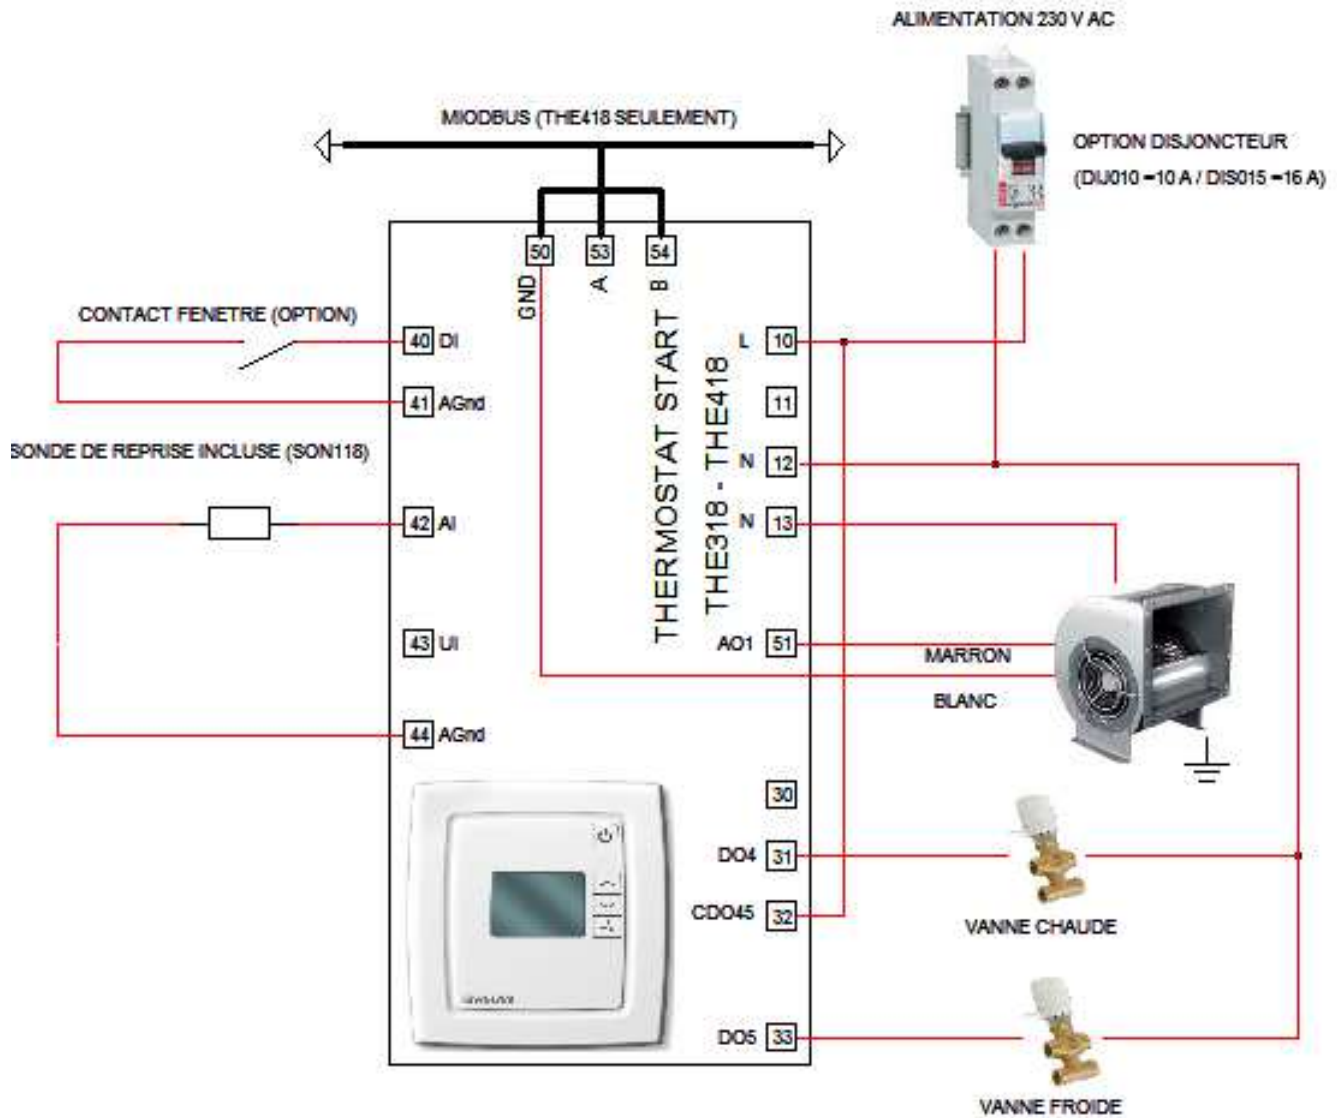 ALIMENTATION 230 V AC
MIODBUS (THE418 SEULEMENT)
OPTION DISJONCTEUR
(DIJ010 =10 A / DIS015 =16 A)
50
53
54
GND
A
B
CONTACT FENETRE (OPTION)
40 DI
41 AGnd
SONDE DE REPRISE INCLUSE (SON118)
42 AI
43 UI
44 AGnd
THERMOSTAT START
THE318 - THE418
L 10
11
N 12
N 13
AO1 51
MARRON
BLANC
30
DO4 31
CDO45 32
VANNE CHAUDE
DO5 33
VANNE FROIDE